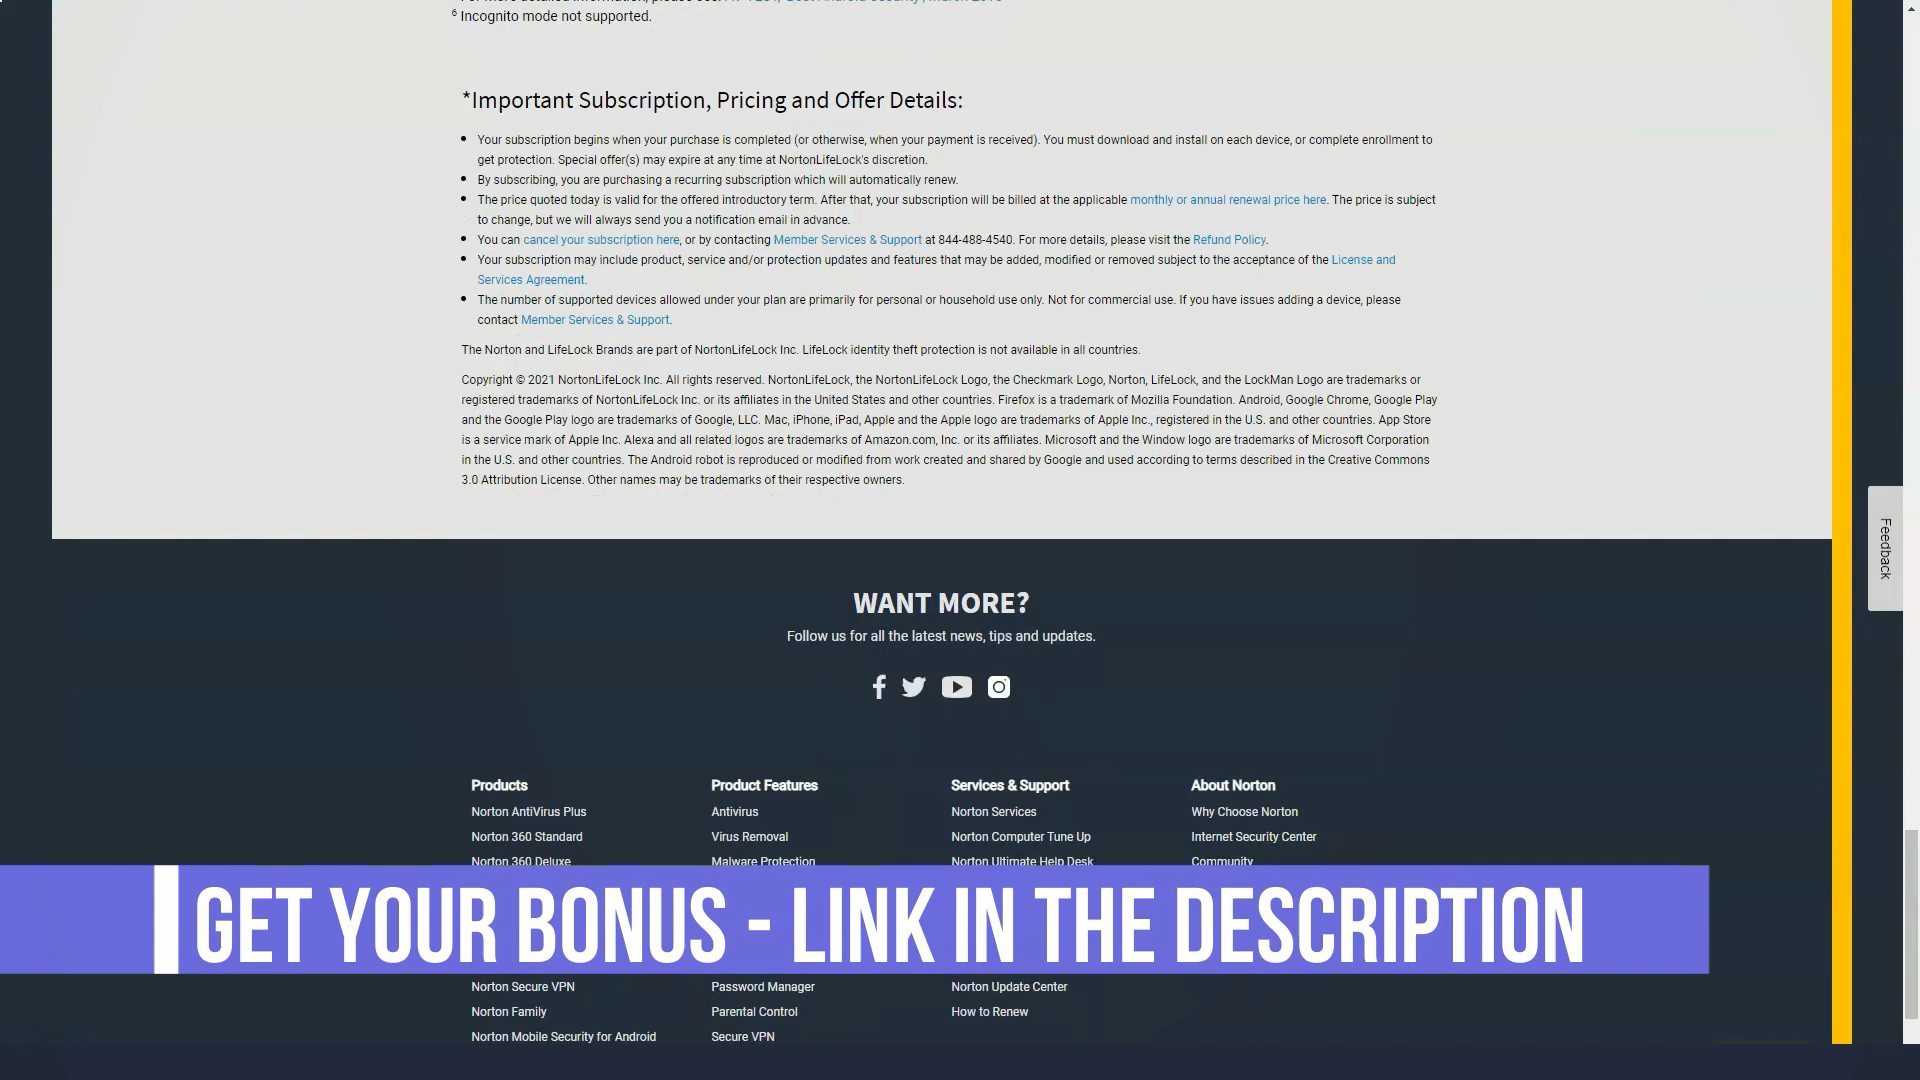 6 Incognito mode not supported.
*Important Subscription, Pricing and Offer Details:
Your subscription begins when your purchase is completed (or otherwise, when your payment is received). You must download and install on each device, or complete enrollment to
get protection. Special offer(s) may expire at any time at NortonLifeLock's discretion.
By subscribing, you are purchasing a recurring subscription which will automatically renew.
The price quoted today is valid for the offered introductory term. After that, your subscription will be billed at the applicable monthly or annual renewal price here. The price is subject
to change, but we will always send you a notification email in advance.
You can cancel your subscription here, or by contacting Member Services & Support at 844-488-4540. For more details, please visit the Refund Policy.
Your subscription may include product, service and/or protection updates and features that may be added, modified or removed subject to the acceptance of the License and
Services Agreement.
The number of supported devices allowed under your plan are primarily for personal or household use only. Not for commercial use. If you have issues adding a device, please
contact Member Services & Support.
The Norton and LifeLock Brands are part of NortonLifeLock Inc. LifeLock identity theft protection is not available in all countries.
Copyright © 2021 NortonLifeLock Inc. All rights reserved. NortonLifeLock, the NortonLifeLock Logo, the Checkmark Logo, Norton, LifeLock, and the LockMan Logo are trademarks or
registered trademarks of NortonLifeLock Inc. or its affiliates in the United States and other countries. Firefox is a trademark of Mozilla Foundation. Android, Google Chrome, Google Play
and the Google Play logo are trademarks of Google, LLC. Mac, iPhone, iPad, Apple and the Apple logo are trademarks of Apple Inc., registered in the U.S. and other countries. App Store
is a service mark of Apple Inc. Alexa and all related logos are trademarks of Amazon.com, Inc. or its affiliates. Microsoft and the Window logo are trademarks of Microsoft Corporation
in the U.S. and other countries. The Android robot is reproduced or modified from work created and shared by Google and used according to terms described in the Creative Commons
3.0 Attribution License. Other names may be trademarks of their respective owners.
Feedback
WANT MORE?
Follow us for all the latest news, tips and updates.
Products
Norton AntiVirus Plus
Norton 360 Standard
Norton 360 Deluxe
Product Features
Antivirus
Virus Removal
Malware Protection
Services & Support
Norton Services
Norton Computer Tune Up
Norton Ultimate Help Desk
About Norton
Why Choose Norton
Internet Security Center
Community
GET YOUR BONUS - LINK IN THE DESCRIPTION
Norton Secure VPN
Norton Family
Norton Mobile Security for Android
Password Manager
Parental Control
Secure VPN
Norton Update Center
How to Renew